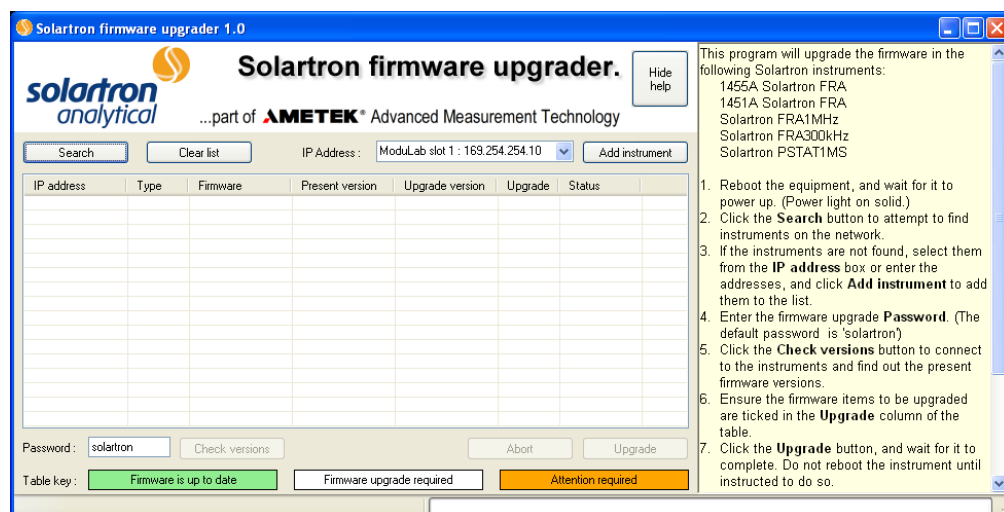 Solartron firmware upgrader 1.0
solartron
analytical
Solartron firmware upgrader.
...part of AMETEK® Advanced Measurement Technology
Hide
help
Search
Clear list
IP Address :
ModuLab slot 1 : 169.254.254.10
Add instrument
IP address
Type
Firmware
Present version
Upgrade version
Upgrade
Status
Password :
solartron
Check versions
Abort
Upgrade
Table key :
Firmware is up to date
Firmware upgrade required
Attention required
This program will upgrade the firmware in the
following Solartron instruments:
1455A Solartron FRA
1451A Solartron FRA
Solartron FRA1MHz
Solartron FRA300kHz
Solartron PSTAT1MS
1. Reboot the equipment, and wait for it to
power up. (Power light on solid.)
2. Click the Search button to attempt to find
instruments on the network.
3. If the instruments are not found, select them
from the IP address box or enter the
addresses, and click Add instrument to add
them to the list.
4. Enter the firmware upgrade Password. (The
default password  is 'solartron')
5. Click the Check versions button to connect
to the instruments and find out the present
firmware versions.
6. Ensure the firmware items to be upgraded
are ticked in the Upgrade column of the
table.
7. Click the Upgrade button, and wait for it to
complete. Do not reboot the instrument until
instructed to do so.